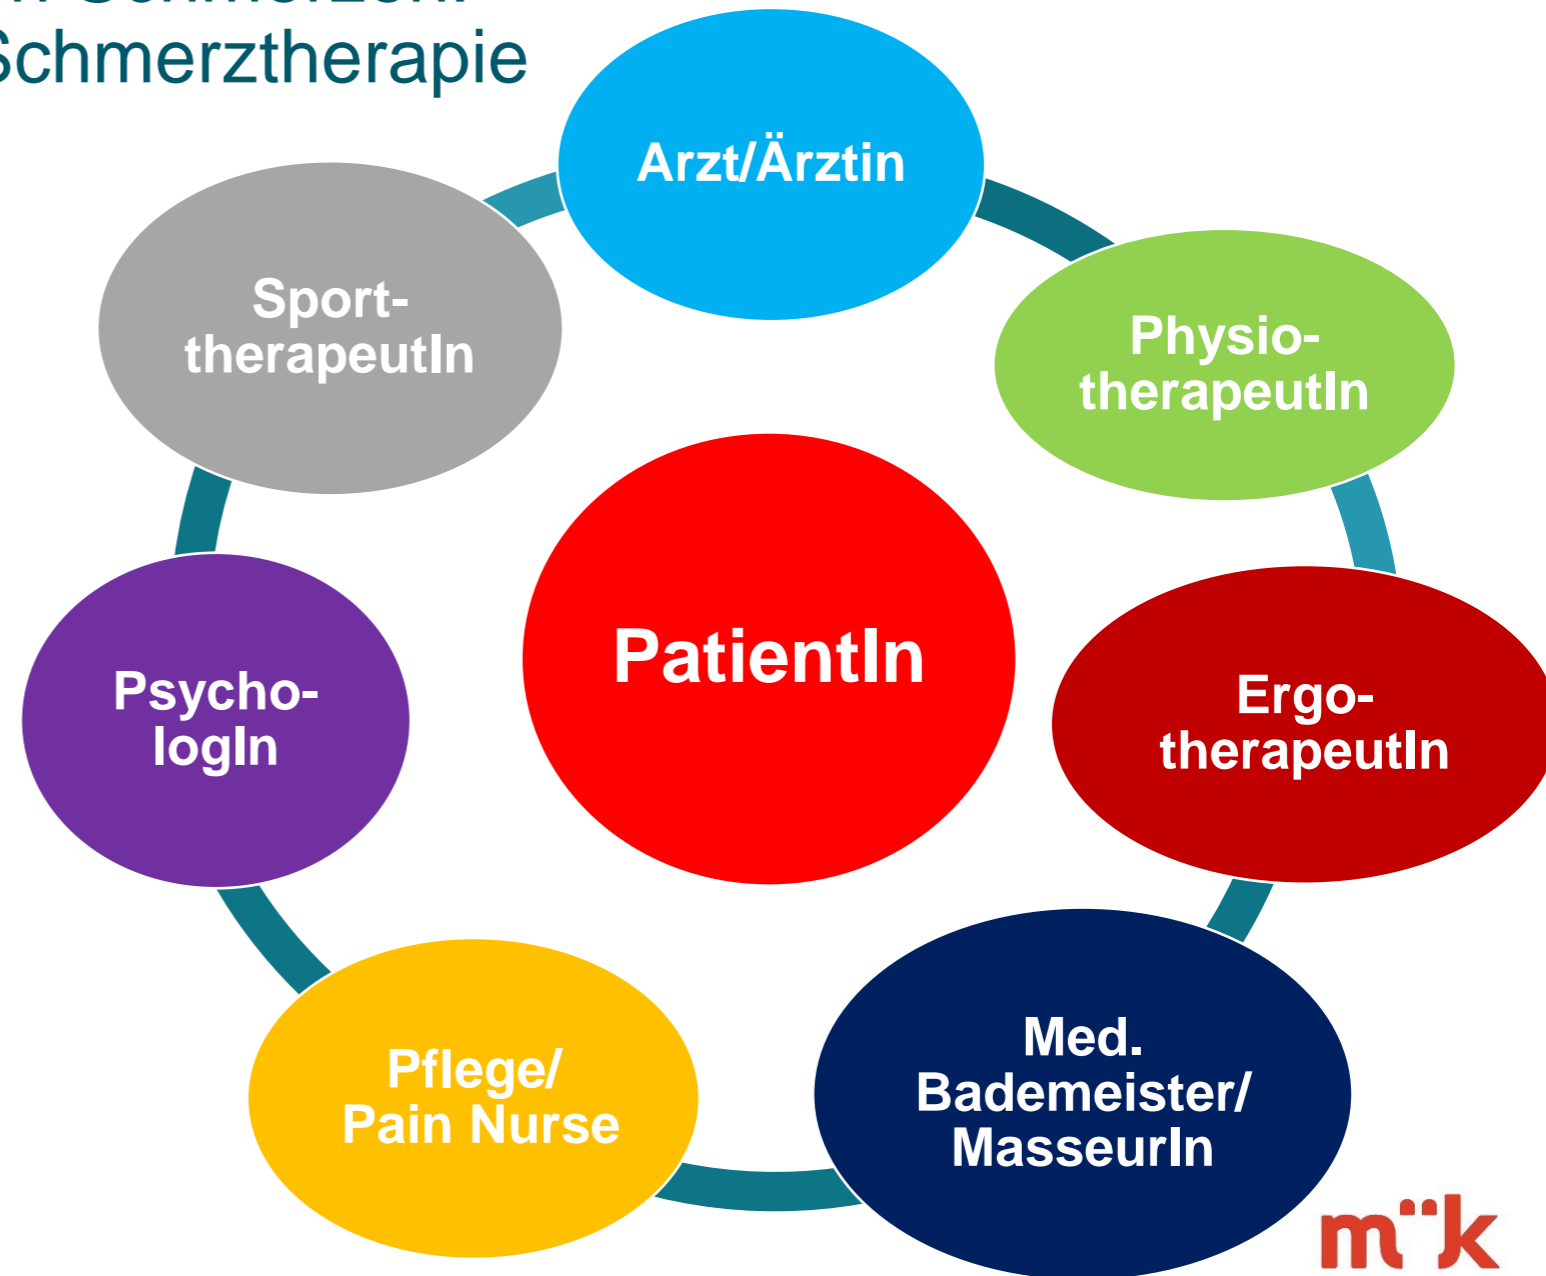 Schmerztherapie
Arzt/Ärztin
Sport-
therapeutIn
Physio-
therapeutIn
PatientIn
Psycho-
logIn
Ergo-
therapeutIn
Pflege/
Pain Nurse
Med.
Bademeister/
MasseurIn
m¨k